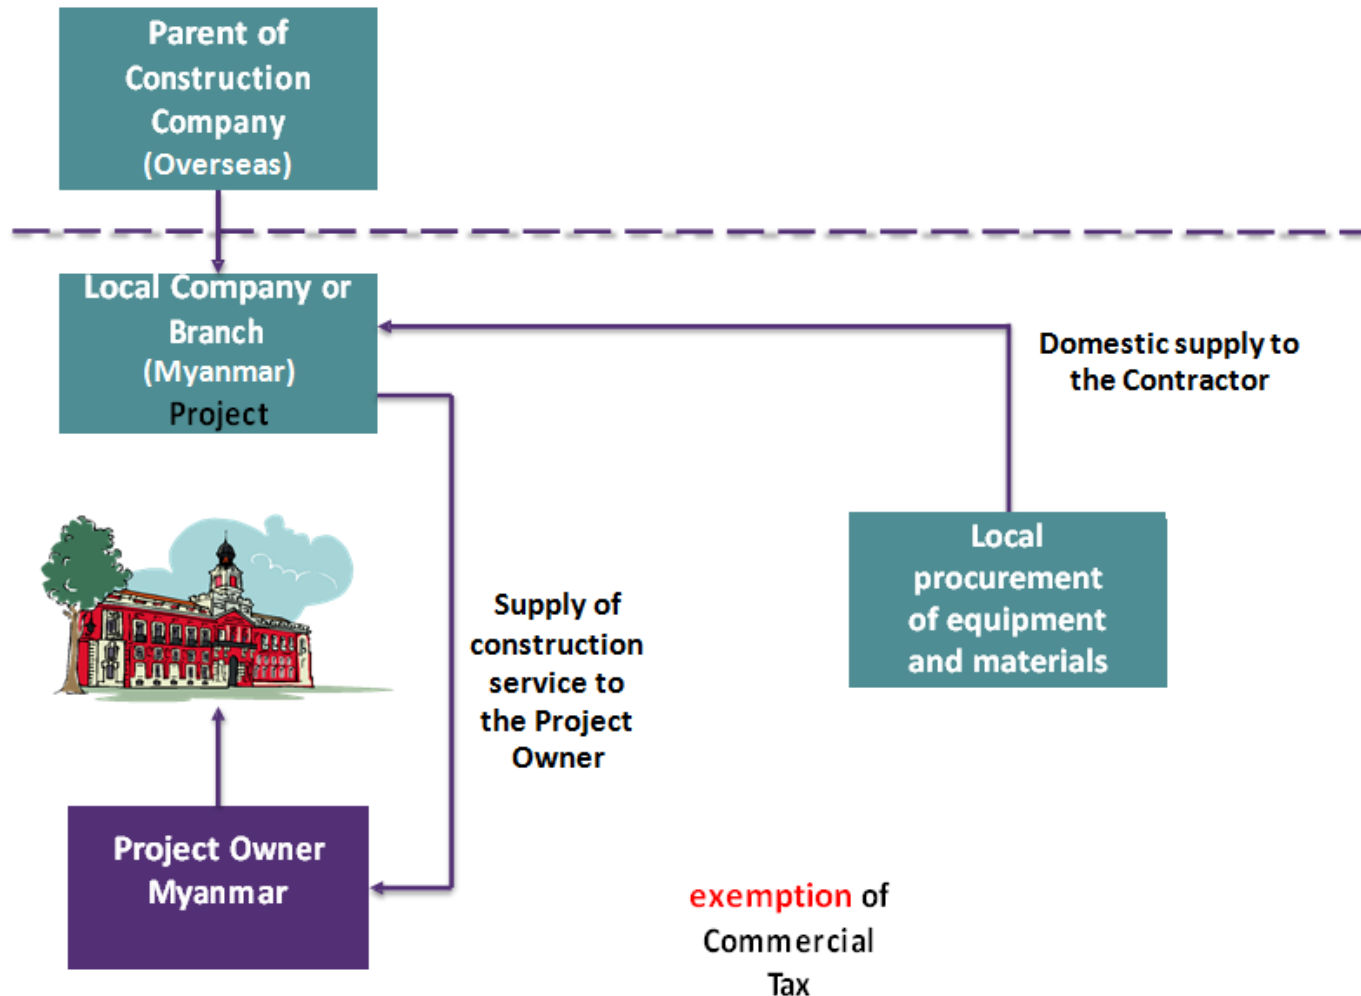 Parent of
Construction
Company
(Overseas)
Local Company or
Branch
(Myanmar)
Project
Domestic supply to
the Contractor
Local
procurement
of equipment
and materials
Supply of
construction
service to
the Project
Owner
Project Owner
Myanmar
exemption of
Commercial
Tax